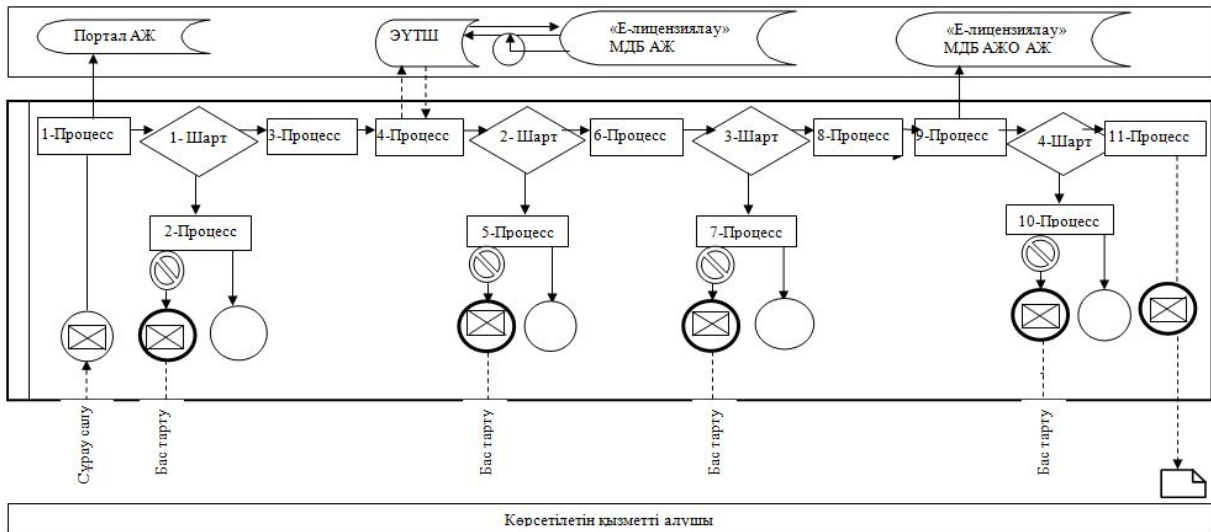 Портал АЖ
ЭҮТШ
«Е-лицензиялау»
МДБ АЖ
«Е-лицензиялау»
МДБ АЖО АЖ
1-Процесс
1- Шарт
3-Процесс
4-Процесс
2- Шарт
6-Процесс
3-Шарт
8-Процесс
9-Процесс
4-Шарт
11-Процесс
2-Процесс
5-Процесс
7-Процесс
10-Процесс
Сұрау салу
Бас тарту
Бас тарту
Бас тарту
Бас тарту
Көрсетілетін қызметті алушы